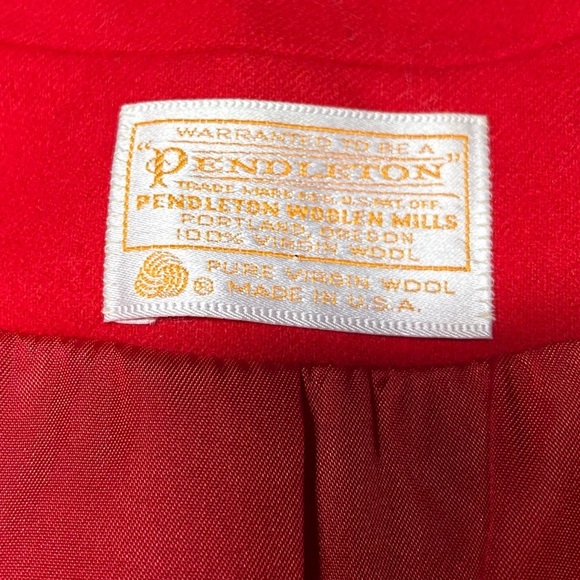 WARRANTED TO BE A
"PENDLETON"
TRADE MARK REG. U.S. PAT. OFF.
PENDLETON WOOLEN MILLS
PORTLAND, OREGON
100% VIRGIN WOOL
PURE VIRGIN WOOL
® MADE IN U.S.A.